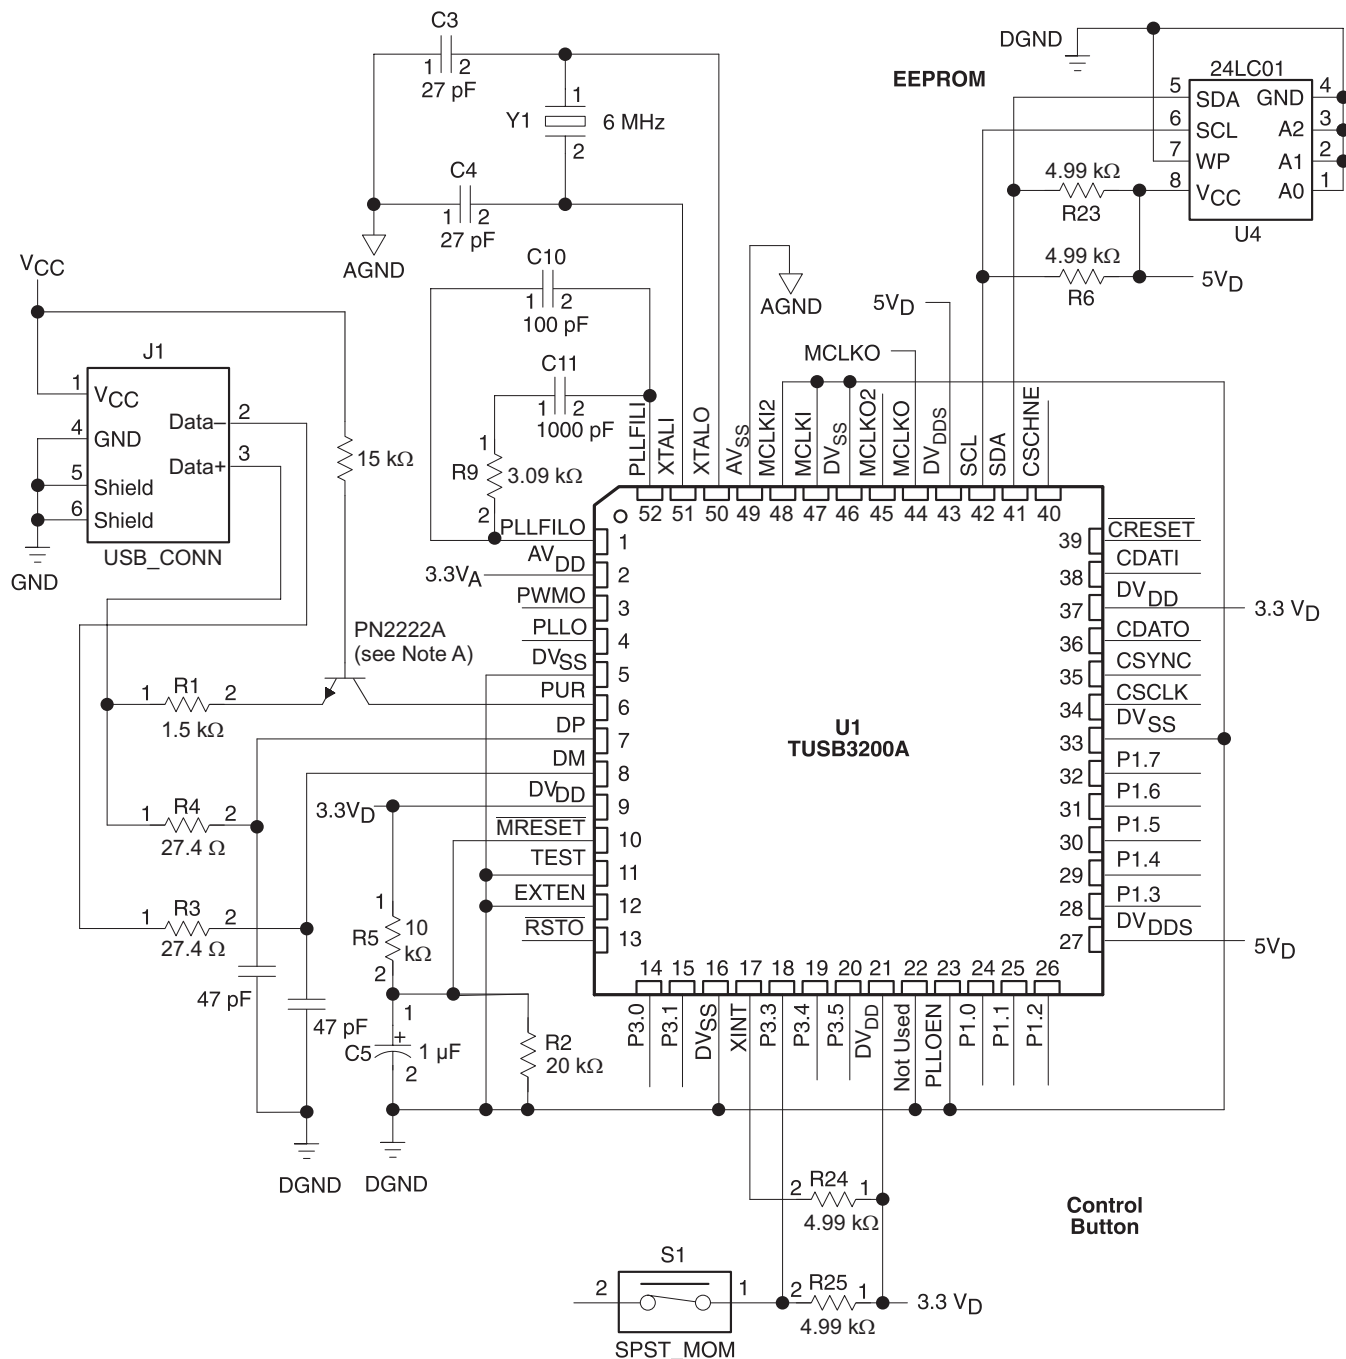 C3
1 2
27 pF
Y1
1
2
6 MHz
C4
1 2
27 pF
AGND
C10
1 2
100 pF
C11
1 2
1000 pF
R9
1
2
3.09 kΩ
AGND
5VD
MCLKO
EEPROM
DGND
24LC01
5 SDA GND 4
6 SCL A2 3
7 WP A1 2
8 VCC A0 1
U4
4.99 kΩ
R23
4.99 kΩ
R6
5VD
VCC
J1
1 VCC
Data– 2
4 GND
Data+ 3
5 Shield
6 Shield
USB_CONN
GND
15 kΩ
PN2222A
(see Note A)
1 R1 2
1.5 kΩ
1 R4 2
27.4 Ω
1 R3 2
27.4 Ω
47 pF
47 pF
DGND
3.3VA
3.3VD
1
R5
10
kΩ
2
1
C5
+
1 µF
2
R2
20 kΩ
DGND
U1
TUSB3200A
PLLFILI
XTALI
XTALO
AVSS
MCLKI2
MCLKI
DVSS
MCLKO2
MCLKO
DVDDS
SCL
SDA
CSCHNE
52 51 50 49 48 47 46 45 44 43 42 41 40
PLLFILO 1
AVDD 2
PWMO 3
PLLO 4
DVSS 5
PUR 6
DP 7
DM 8
DVDD 9
MRESET 10
TEST 11
EXTEN 12
RSTO 13
39 CRESET
38 CDATI
37 DVDD
3.3 VD
36 CDATO
35 CSYNC
34 CSCLK
33 DVSS
32 P1.7
31 P1.6
30 P1.5
29 P1.4
28 P1.3
27 DVDDS
5VD
14 15 16 17 18 19 20 21 22 23 24 25 26
P3.0
P3.1
DVSS
XINT
P3.3
P3.4
P3.5
DVDD
Not Used
PLLOEN
P1.0
P1.1
P1.2
2 R24 1
4.99 kΩ
Control
Button
S1
2 1
SPST_MOM
2 R25 1
4.99 kΩ
3.3 VD